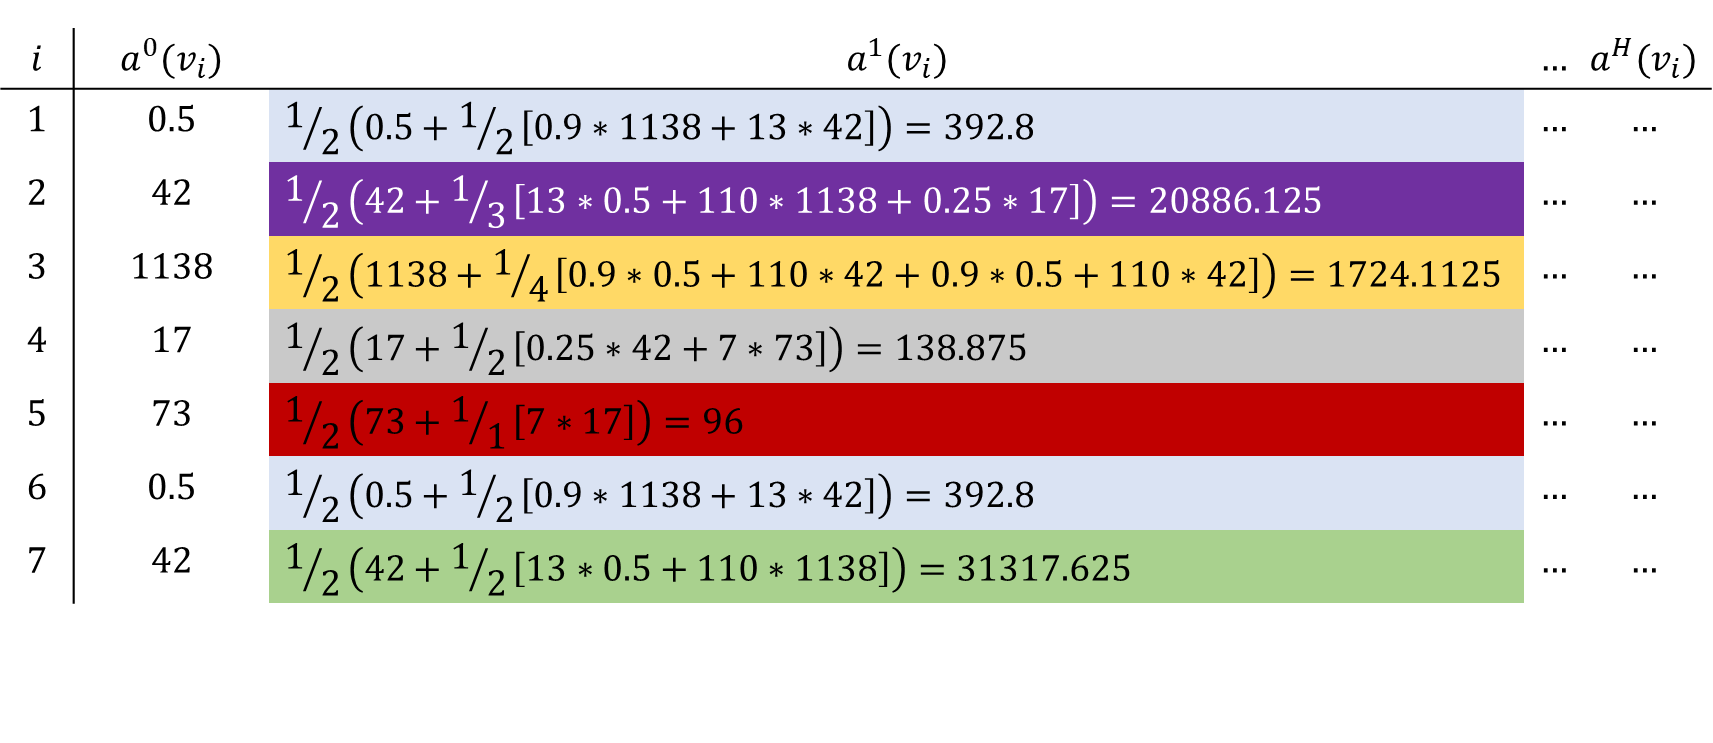 i a⁰(vᵢ) a¹(vᵢ) … aᴴ(vᵢ)
1 0.5 ¹⁄₂(0.5 + ¹⁄₂[0.9 ∗ 1138 + 13 ∗ 42]) = 392.8 … …
2 42 ¹⁄₂(42 + ¹⁄₃[13 ∗ 0.5 + 110 ∗ 1138 + 0.25 ∗ 17]) = 20886.125 … …
3 1138 ¹⁄₂(1138 + ¹⁄₄[0.9 ∗ 0.5 + 110 ∗ 42 + 0.9 ∗ 0.5 + 110 ∗ 42]) = 1724.1125 … …
4 17 ¹⁄₂(17 + ¹⁄₂[0.25 ∗ 42 + 7 ∗ 73]) = 138.875 … …
5 73 ¹⁄₂(73 + ¹⁄₁[7 ∗ 17]) = 96 … …
6 0.5 ¹⁄₂(0.5 + ¹⁄₂[0.9 ∗ 1138 + 13 ∗ 42]) = 392.8 … …
7 42 ¹⁄₂(42 + ¹⁄₂[13 ∗ 0.5 + 110 ∗ 1138]) = 31317.625 … …